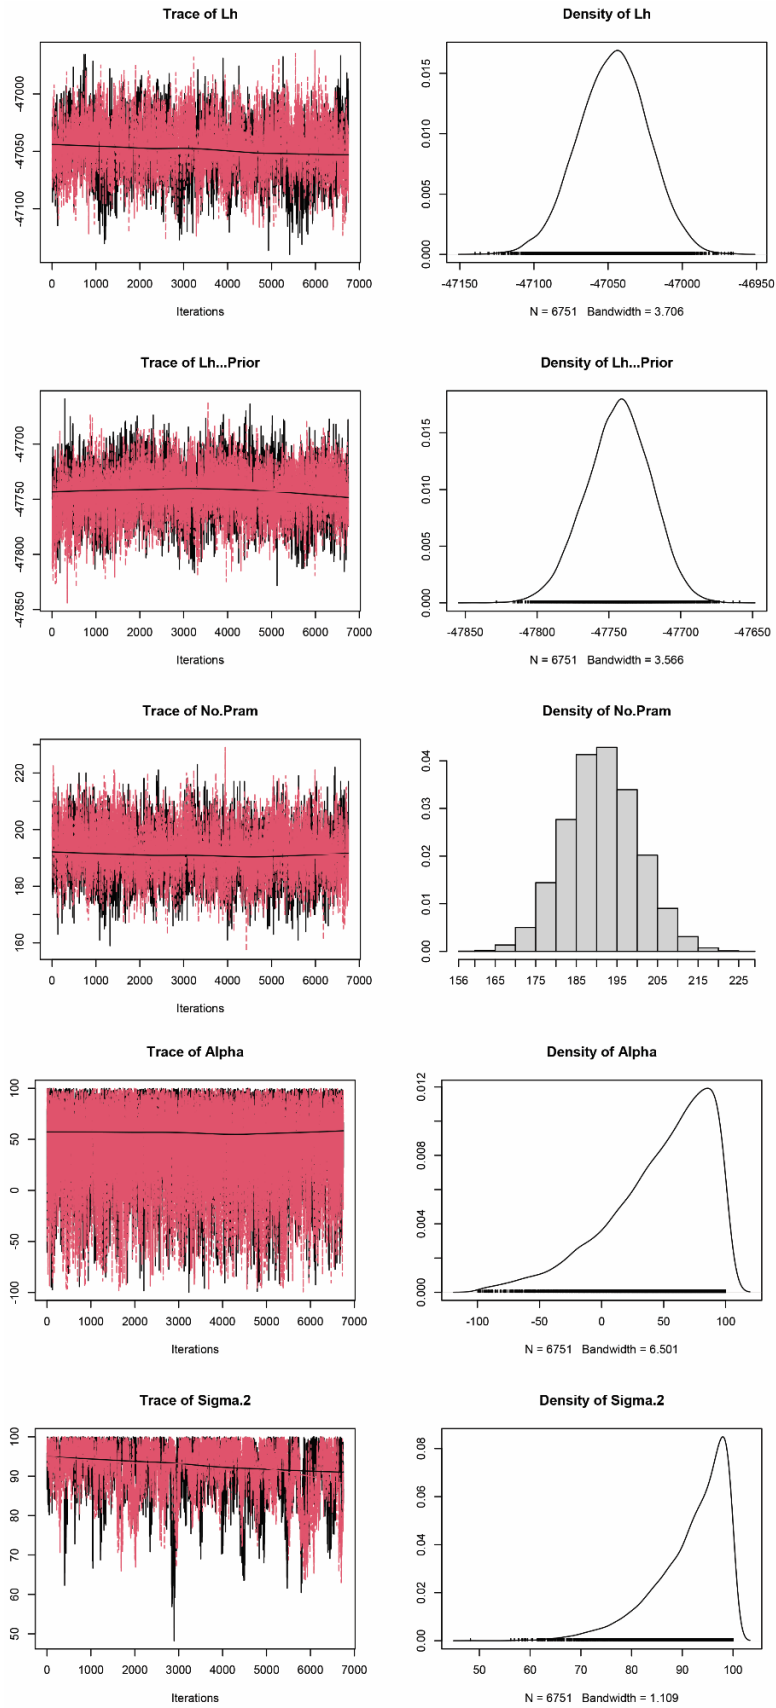 Trace of Lh
-47000
-47050
-47100
0 1000 2000 3000 4000 5000 6000 7000
Iterations
Density of Lh
0.015
0.010
0.005
0.000
-47150 -47100 -47050 -47000 -46950
N = 6751 Bandwidth = 3.706
Trace of Lh...Prior
-47700
-47750
-47800
-47850
0 1000 2000 3000 4000 5000 6000 7000
Iterations
Density of Lh...Prior
0.015
0.010
0.005
0.000
-47850 -47800 -47750 -47700 -47650
N = 6751 Bandwidth = 3.566
Trace of No.Pram
220
200
180
160
0 1000 2000 3000 4000 5000 6000 7000
Iterations
Density of No.Pram
0.04
0.03
0.02
0.01
0.00
156 165 175 185 195 205 215 225
Trace of Alpha
100
50
0
-50
-100
0 1000 2000 3000 4000 5000 6000 7000
Iterations
Density of Alpha
0.012
0.008
0.004
0.000
-100 -50 0 50 100
N = 6751 Bandwidth = 6.501
Trace of Sigma.2
100
90
80
70
60
50
0 1000 2000 3000 4000 5000 6000 7000
Iterations
Density of Sigma.2
0.08
0.06
0.04
0.02
0.00
50 60 70 80 90 100
N = 6751 Bandwidth = 1.109